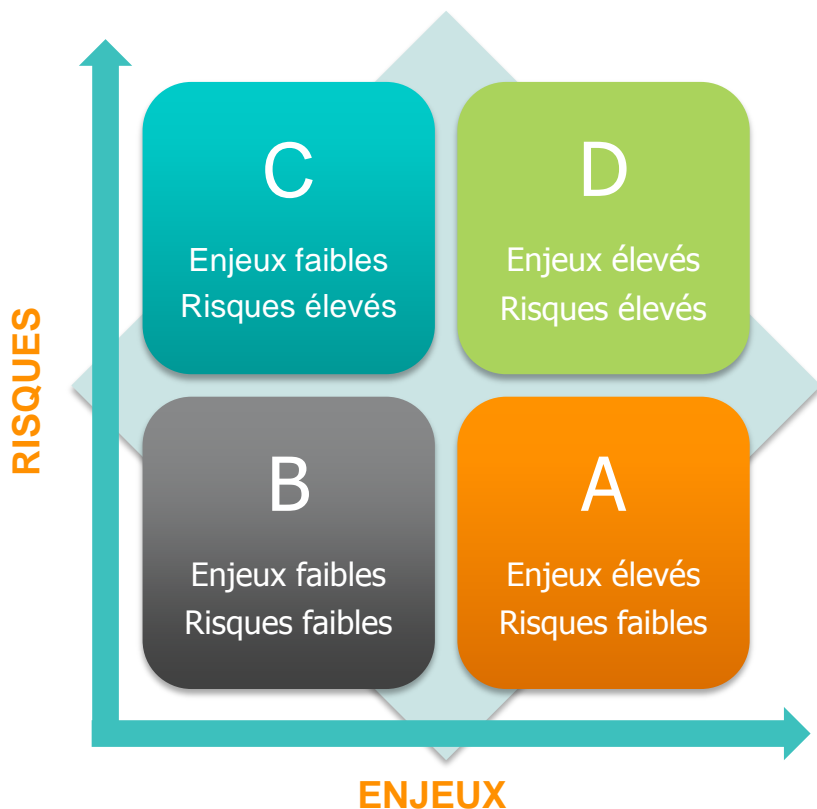 RISQUES
C
Enjeux faibles
Risques élevés
D
Enjeux élevés
Risques élevés
B
Enjeux faibles
Risques faibles
A
Enjeux élevés
Risques faibles
ENJEUX